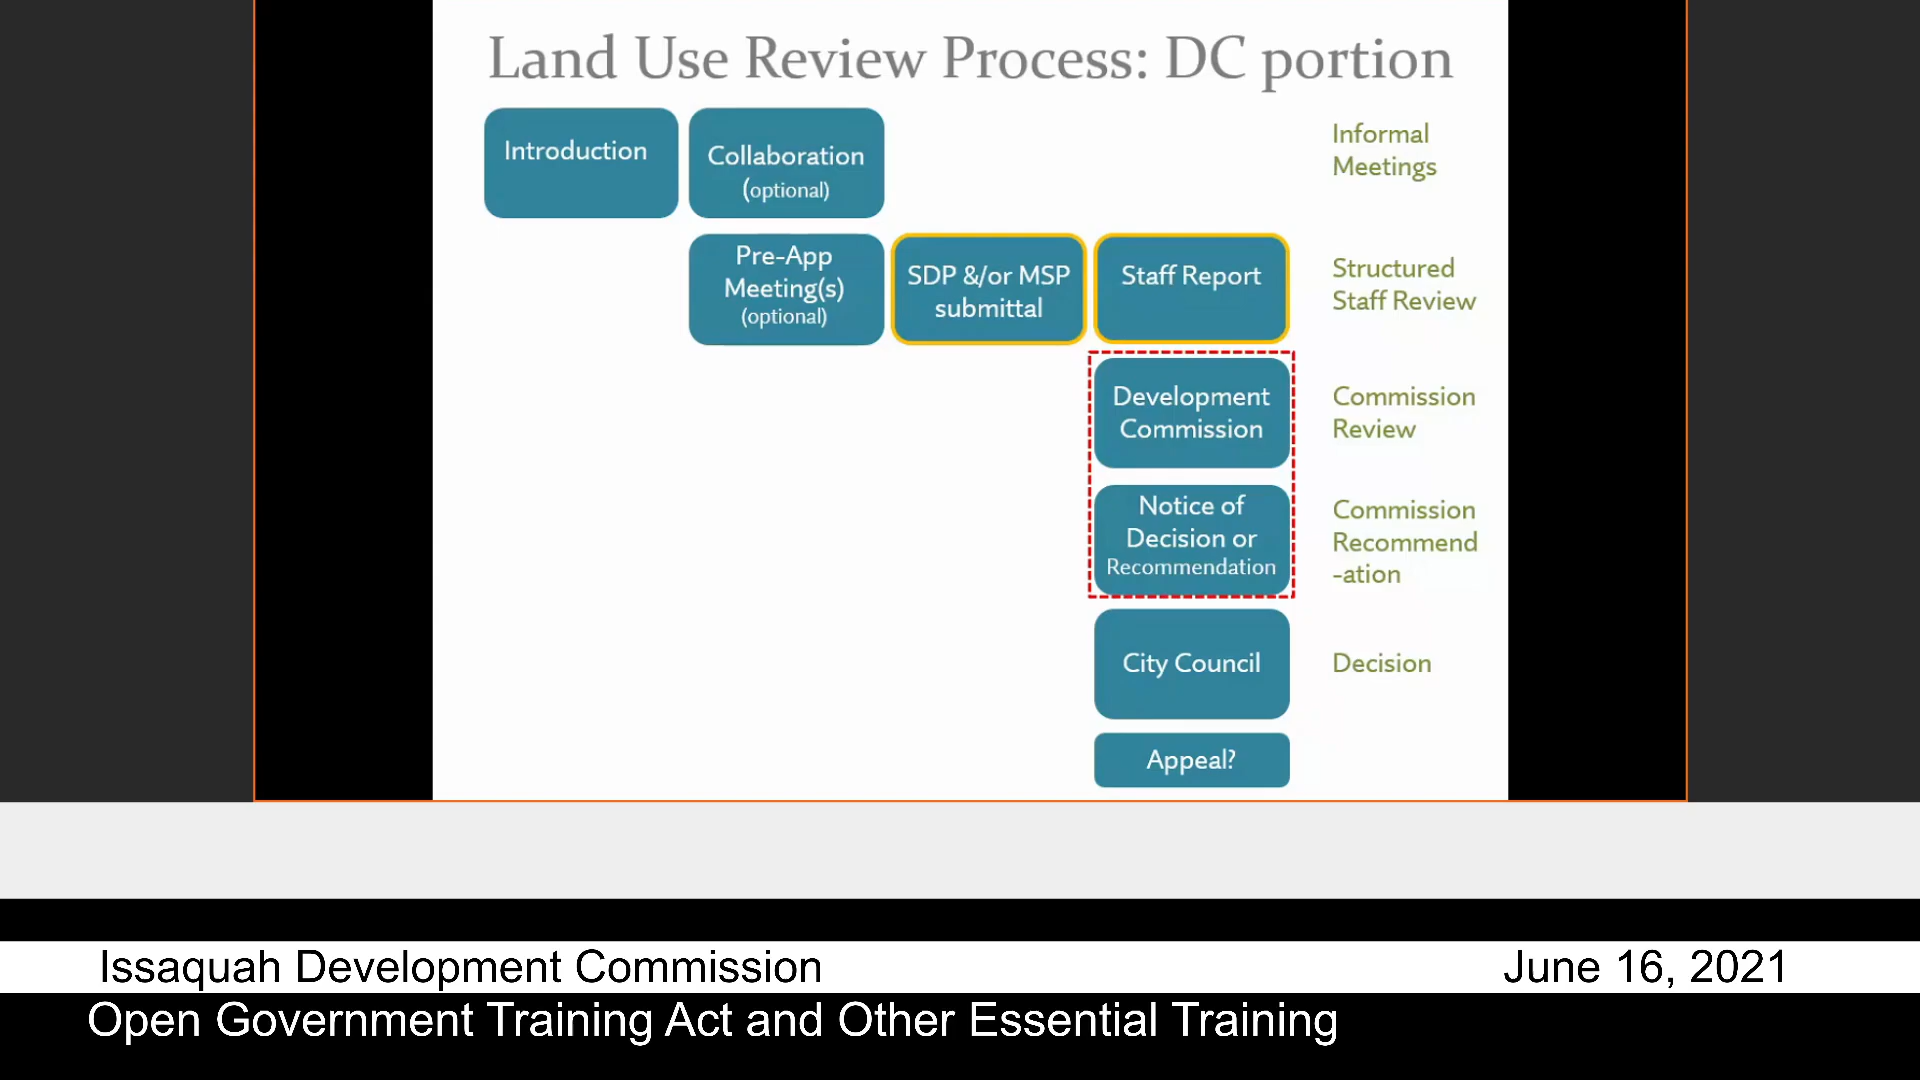 Land Use Review Process: DC portion
Introduction
Collaboration
(optional)
Informal
Meetings
Pre-App
Meeting(s)
(optional)
SDP &/or MSP
submittal
Staff Report
Structured
Staff Review
Development
Commission
Commission
Review
Notice of
Decision or
Recommendation
Commission
Recommend
-ation
City Council
Decision
Appeal?
Issaquah Development Commission
June 16, 2021
Open Government Training Act and Other Essential Training